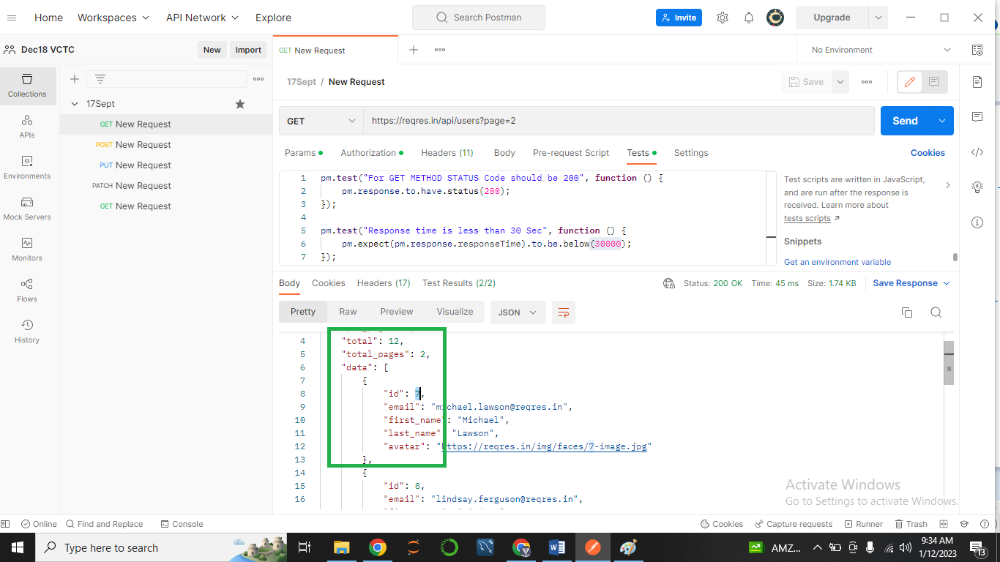 Home Workspaces API Network Explore Search Postman Invite Upgrade
Dec18 VCTC New Import GET New Request No Environment
Collections
APIs
Environments
Mock Servers
Monitors
Flows
History
17Sept
GET New Request
POST New Request
PUT New Request
PATCH New Request
GET New Request
17Sept / New Request Save
GET https://reqres.in/api/users?page=2 Send
Params Authorization Headers (11) Body Pre-request Script Tests Settings Cookies
1 pm.test("For GET METHOD STATUS Code should be 200", function () {
2 pm.response.to.have.status(200);
3 });
4
5 pm.test("Response time is less than 30 Sec", function () {
6 pm.expect(pm.response.responseTime).to.be.below(30000);
7 });
Test scripts are written in JavaScript,
and are run after the response is
received. Learn more about
tests scripts ↗
Snippets
Get an environment variable
Body Cookies Headers (17) Test Results (2/2) Status: 200 OK Time: 45 ms Size: 1.74 KB Save Response
Pretty Raw Preview Visualize JSON
4 "total": 12,
5 "total_pages": 2,
6 "data": [
7 {
8 "id": 7,
9 "email": "michael.lawson@reqres.in",
10 "first_name": "Michael",
11 "last_name": "Lawson",
12 "avatar": "https://reqres.in/img/faces/7-image.jpg"
13 },
14 {
15 "id": 8,
16 "email": "lindsay.ferguson@reqres.in",
Activate Windows
Go to Settings to activate Windows.
Online Find and Replace Console Cookies Capture requests Runner Trash
Type here to search AMZ... 9:34 AM
1/12/2023
13